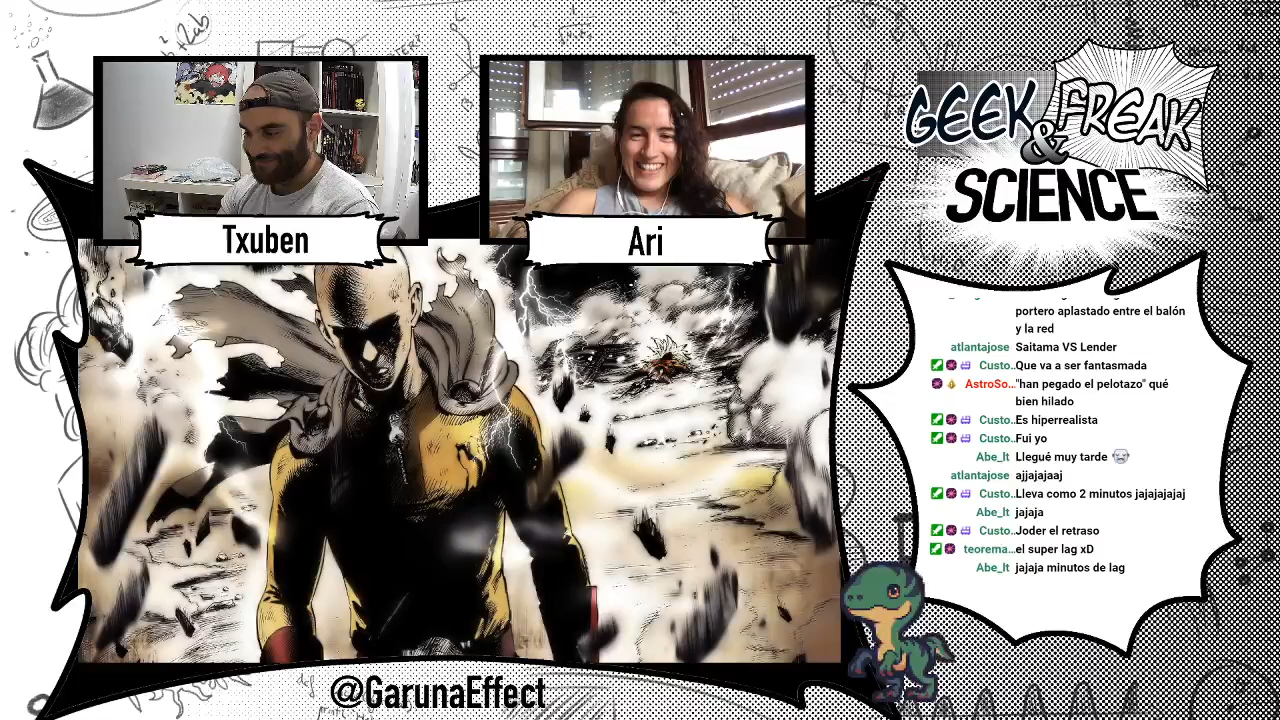 GEEK
& FREAK
SCIENCE
Txuben
Ari
portero aplastado entre el balón
y la red
atlantajose Saitama VS Lender
Custo.. Que va a ser fantasmada
AstroSo... "han pegado el pelotazo" qué
bien hilado
Custo.. Es hiperrealista
Custo.. Fui yo
Abe_lt Llegué muy tarde
atlantajose ajjajajaaj
Custo.. Lleva como 2 minutos jajajajaj
Abe_lt jajaja
Custo.. Joder el retraso
teorema... el super lag xD
Abe_lt jajaja minutos de lag
@GarunaEffect